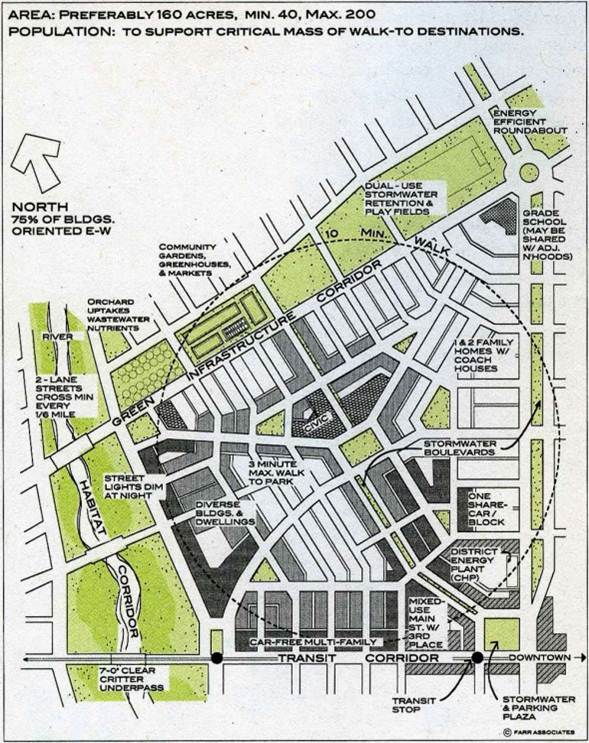 AREA: PREFERABLY 160 ACRES, MIN. 40, MAX. 200
POPULATION: TO SUPPORT CRITICAL MASS OF WALK-TO DESTINATIONS.
ENERGY
EFFICIENT
ROUNDABOUT
NORTH
75% OF BLDGS.
ORIENTED E-W
DUAL-USE
STORMWATER
RETENTION &
PLAY FIELDS
GRADE
SCHOOL
(MAY BE
SHARED
W/ ADJ.
N'HOODS)
10 MIN. WALK
COMMUNITY
GARDENS,
GREENHOUSES,
& MARKETS
ORCHARD
UPTAKES
WASTEWATER
NUTRIENTS
GREEN INFRASTRUCTURE CORRIDOR
RIVER
1 & 2 FAMILY
HOMES W/
COACH
HOUSES
2-LANE
STREETS
CROSS MIN
EVERY
1/6 MILE
CIVIC
STORMWATER
BOULEVARDS
3 MINUTE
MAX. WALK
TO PARK
STREET
LIGHTS DIM
AT NIGHT
HABITAT CORRIDOR
DIVERSE
BLDGS. &
DWELLINGS
ONE
SHARE-
CAR /
BLOCK
DISTRICT
ENERGY
PLANT
(CHP)
MIXED-
USE
MAIN
ST. W/
3RD
PLACE
CAR-FREE MULTI-FAMILY
TRANSIT CORRIDOR
DOWNTOWN
7'-0" CLEAR
CRITTER
UNDERPASS
TRANSIT
STOP
STORMWATER
& PARKING
PLAZA
© FARR ASSOCIATES